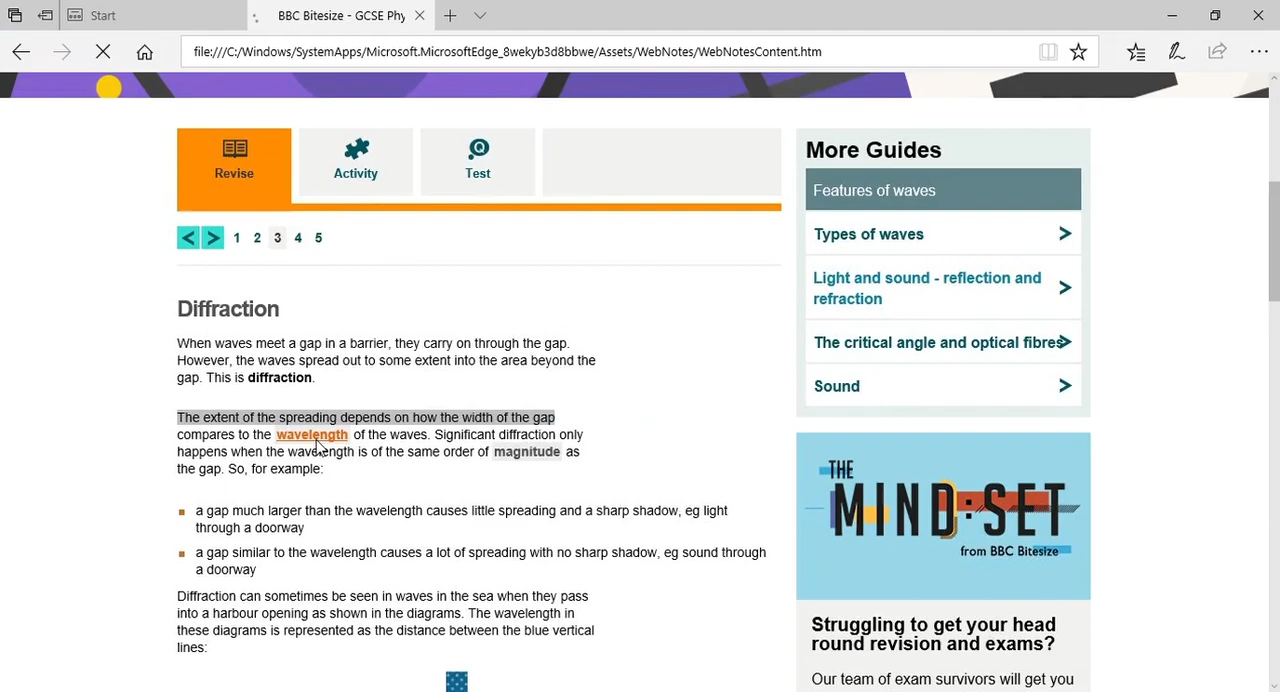 Start
BBC Bitesize - GCSE Phy
file:///C:/Windows/SystemApps/Microsoft.MicrosoftEdge_8wekyb3d8bbwe/Assets/WebNotes/WebNotesContent.htm
Revise
Activity
Test
< > 1 2 3 4 5
Diffraction
When waves meet a gap in a barrier, they carry on through the gap.
However, the waves spread out to some extent into the area beyond the
gap. This is diffraction.
The extent of the spreading depends on how the width of the gap
compares to the wavelength of the waves. Significant diffraction only
happens when the wavelength is of the same order of magnitude as
the gap. So, for example:
a gap much larger than the wavelength causes little spreading and a sharp shadow, eg light
through a doorway
a gap similar to the wavelength causes a lot of spreading with no sharp shadow, eg sound through
a doorway
Diffraction can sometimes be seen in waves in the sea when they pass
into a harbour opening as shown in the diagrams. The wavelength in
these diagrams is represented as the distance between the blue vertical
lines:
More Guides
Features of waves
Types of waves
Light and sound - reflection and
refraction
The critical angle and optical fibres
Sound
THE
MIND:SET
from BBC Bitesize
Struggling to get your head
round revision and exams?
Our team of exam survivors will get you